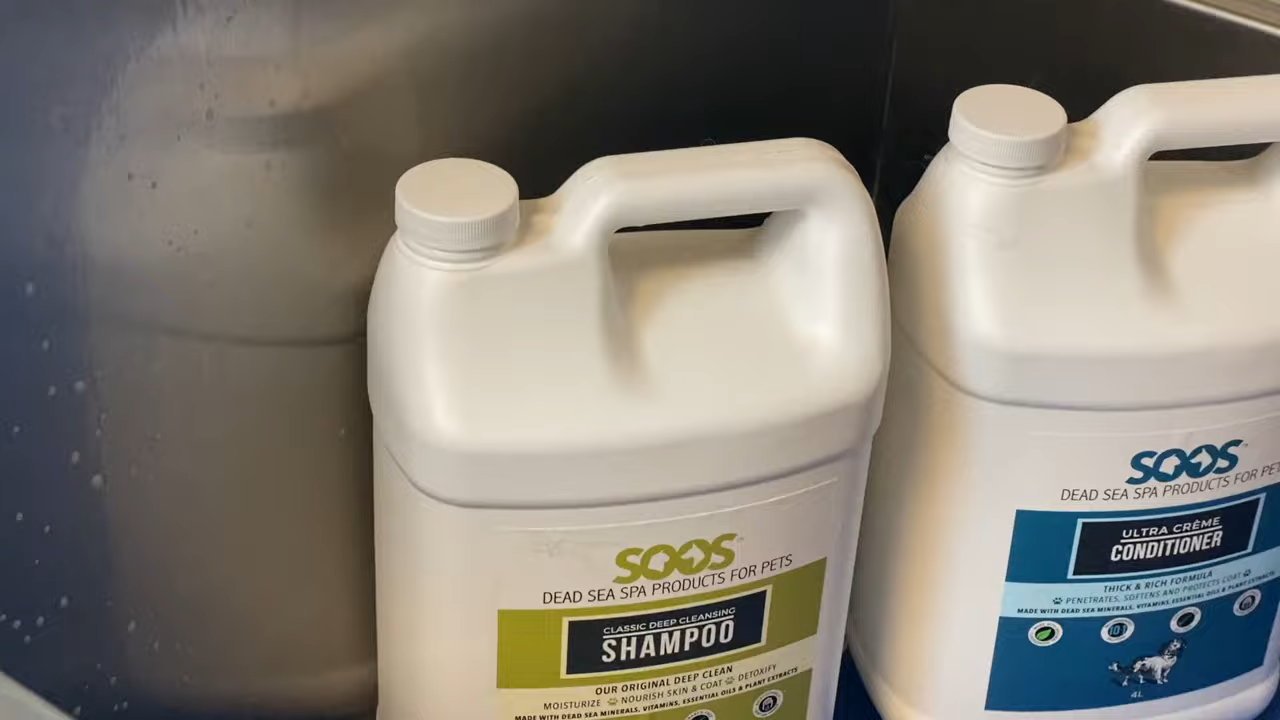 SOOS
DEAD SEA SPA PRODUCTS FOR PETS
CLASSIC DEEP CLEANSING
SHAMPOO
OUR ORIGINAL DEEP CLEAN
MOISTURIZE NOURISH SKIN & COAT DETOXIFY
MADE WITH DEAD SEA MINERALS, VITAMINS, ESSENTIAL OILS & PLANT EXTRACTS
SOOS
DEAD SEA SPA PRODUCTS FOR PET
ULTRA CRÈME
CONDITIONER
THICK & RICH FORMULA
PENETRATES, SOFTENS AND PROTECTS COAT
MADE WITH DEAD SEA MINERALS, VITAMINS, ESSENTIAL OILS & PLANT EXTRACTS
10:1
4L